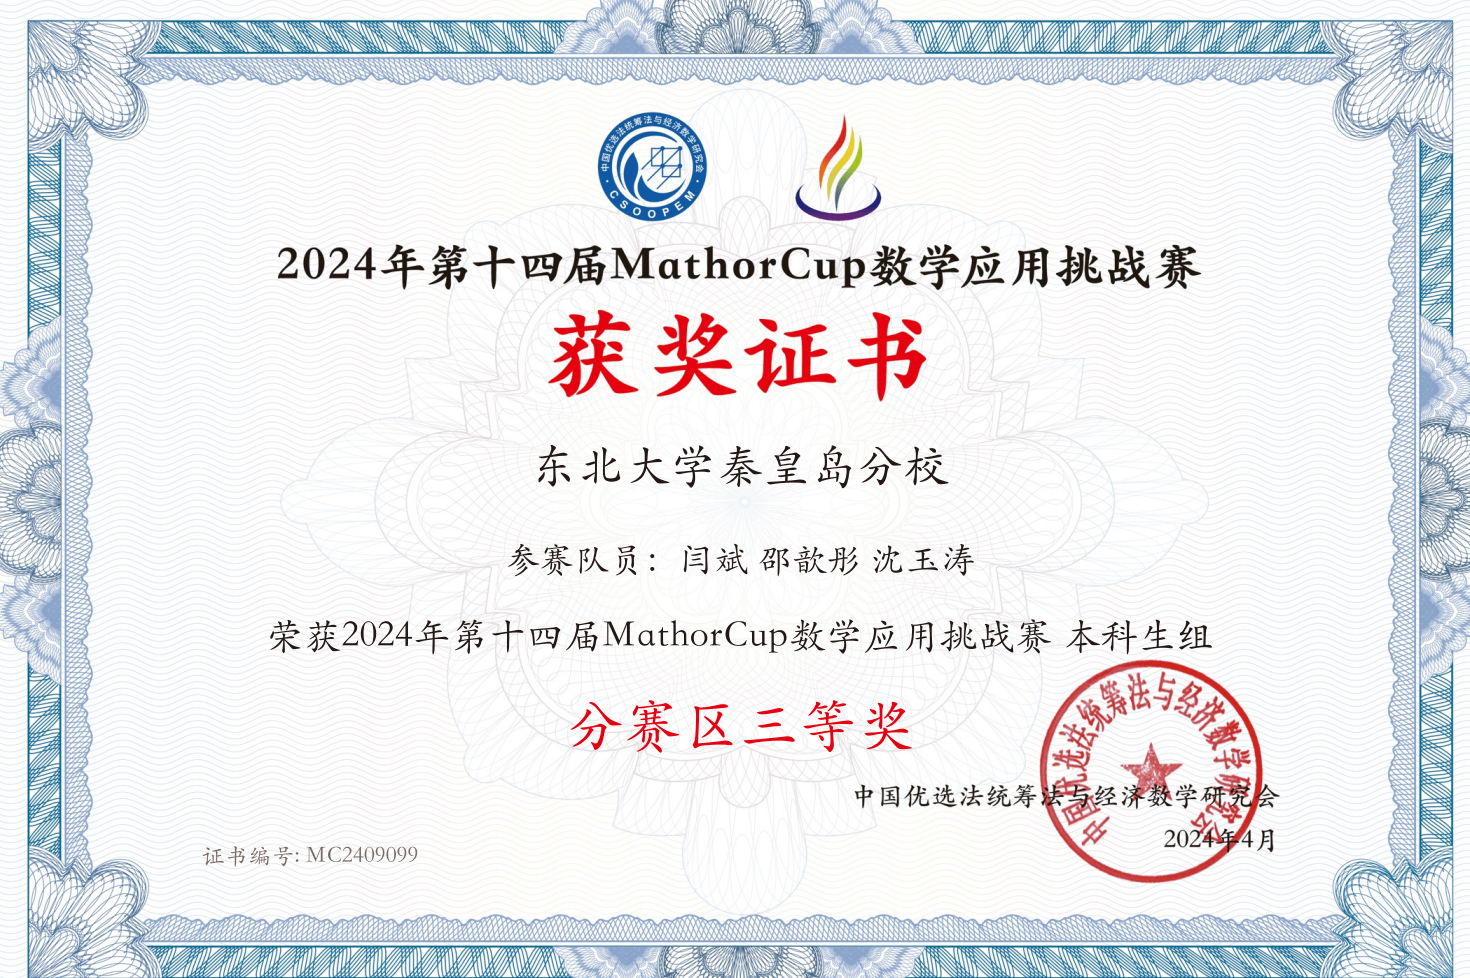 中国优选法统筹法与经济数学研究会
CSOOPEM
2024年第十四届MathorCup数学应用挑战赛
获奖证书
东北大学秦皇岛分校
参赛队员：闫斌 邵歆彤 沈玉涛
荣获2024年第十四届MathorCup数学应用挑战赛 本科生组
分赛区三等奖
中国优选法统筹法与经济数学研究会
中国优选法统筹法与经济数学研究会
2024年4月
证书编号: MC2409099